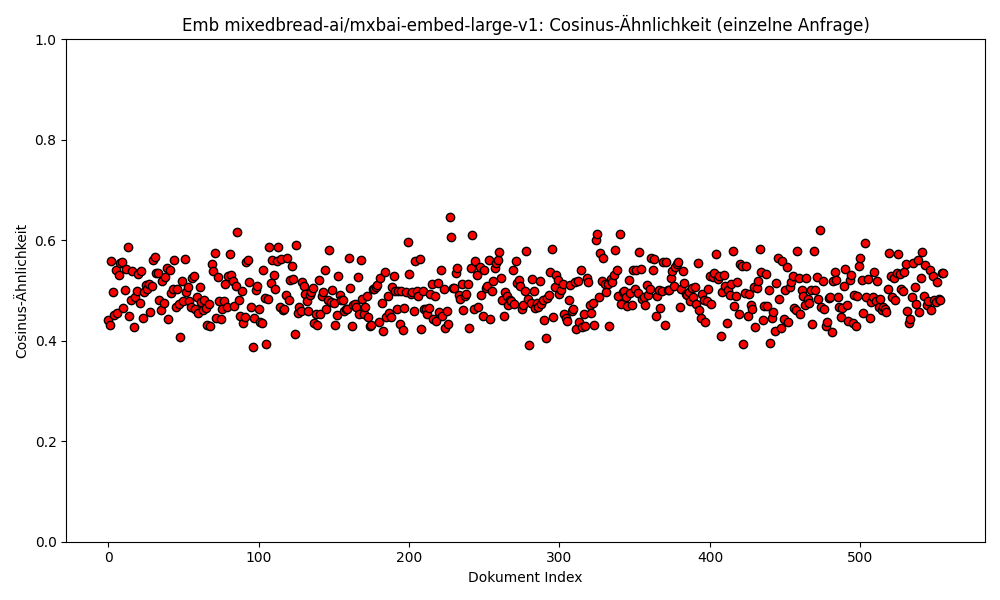 Emb mixedbread-ai/mxbai-embed-large-v1: Cosinus-Ähnlichkeit (einzelne Anfrage)
1.0
0.8
0.6
0.4
0.2
0.0
Cosinus-Ähnlichkeit
0 100 200 300 400 500
Dokument Index